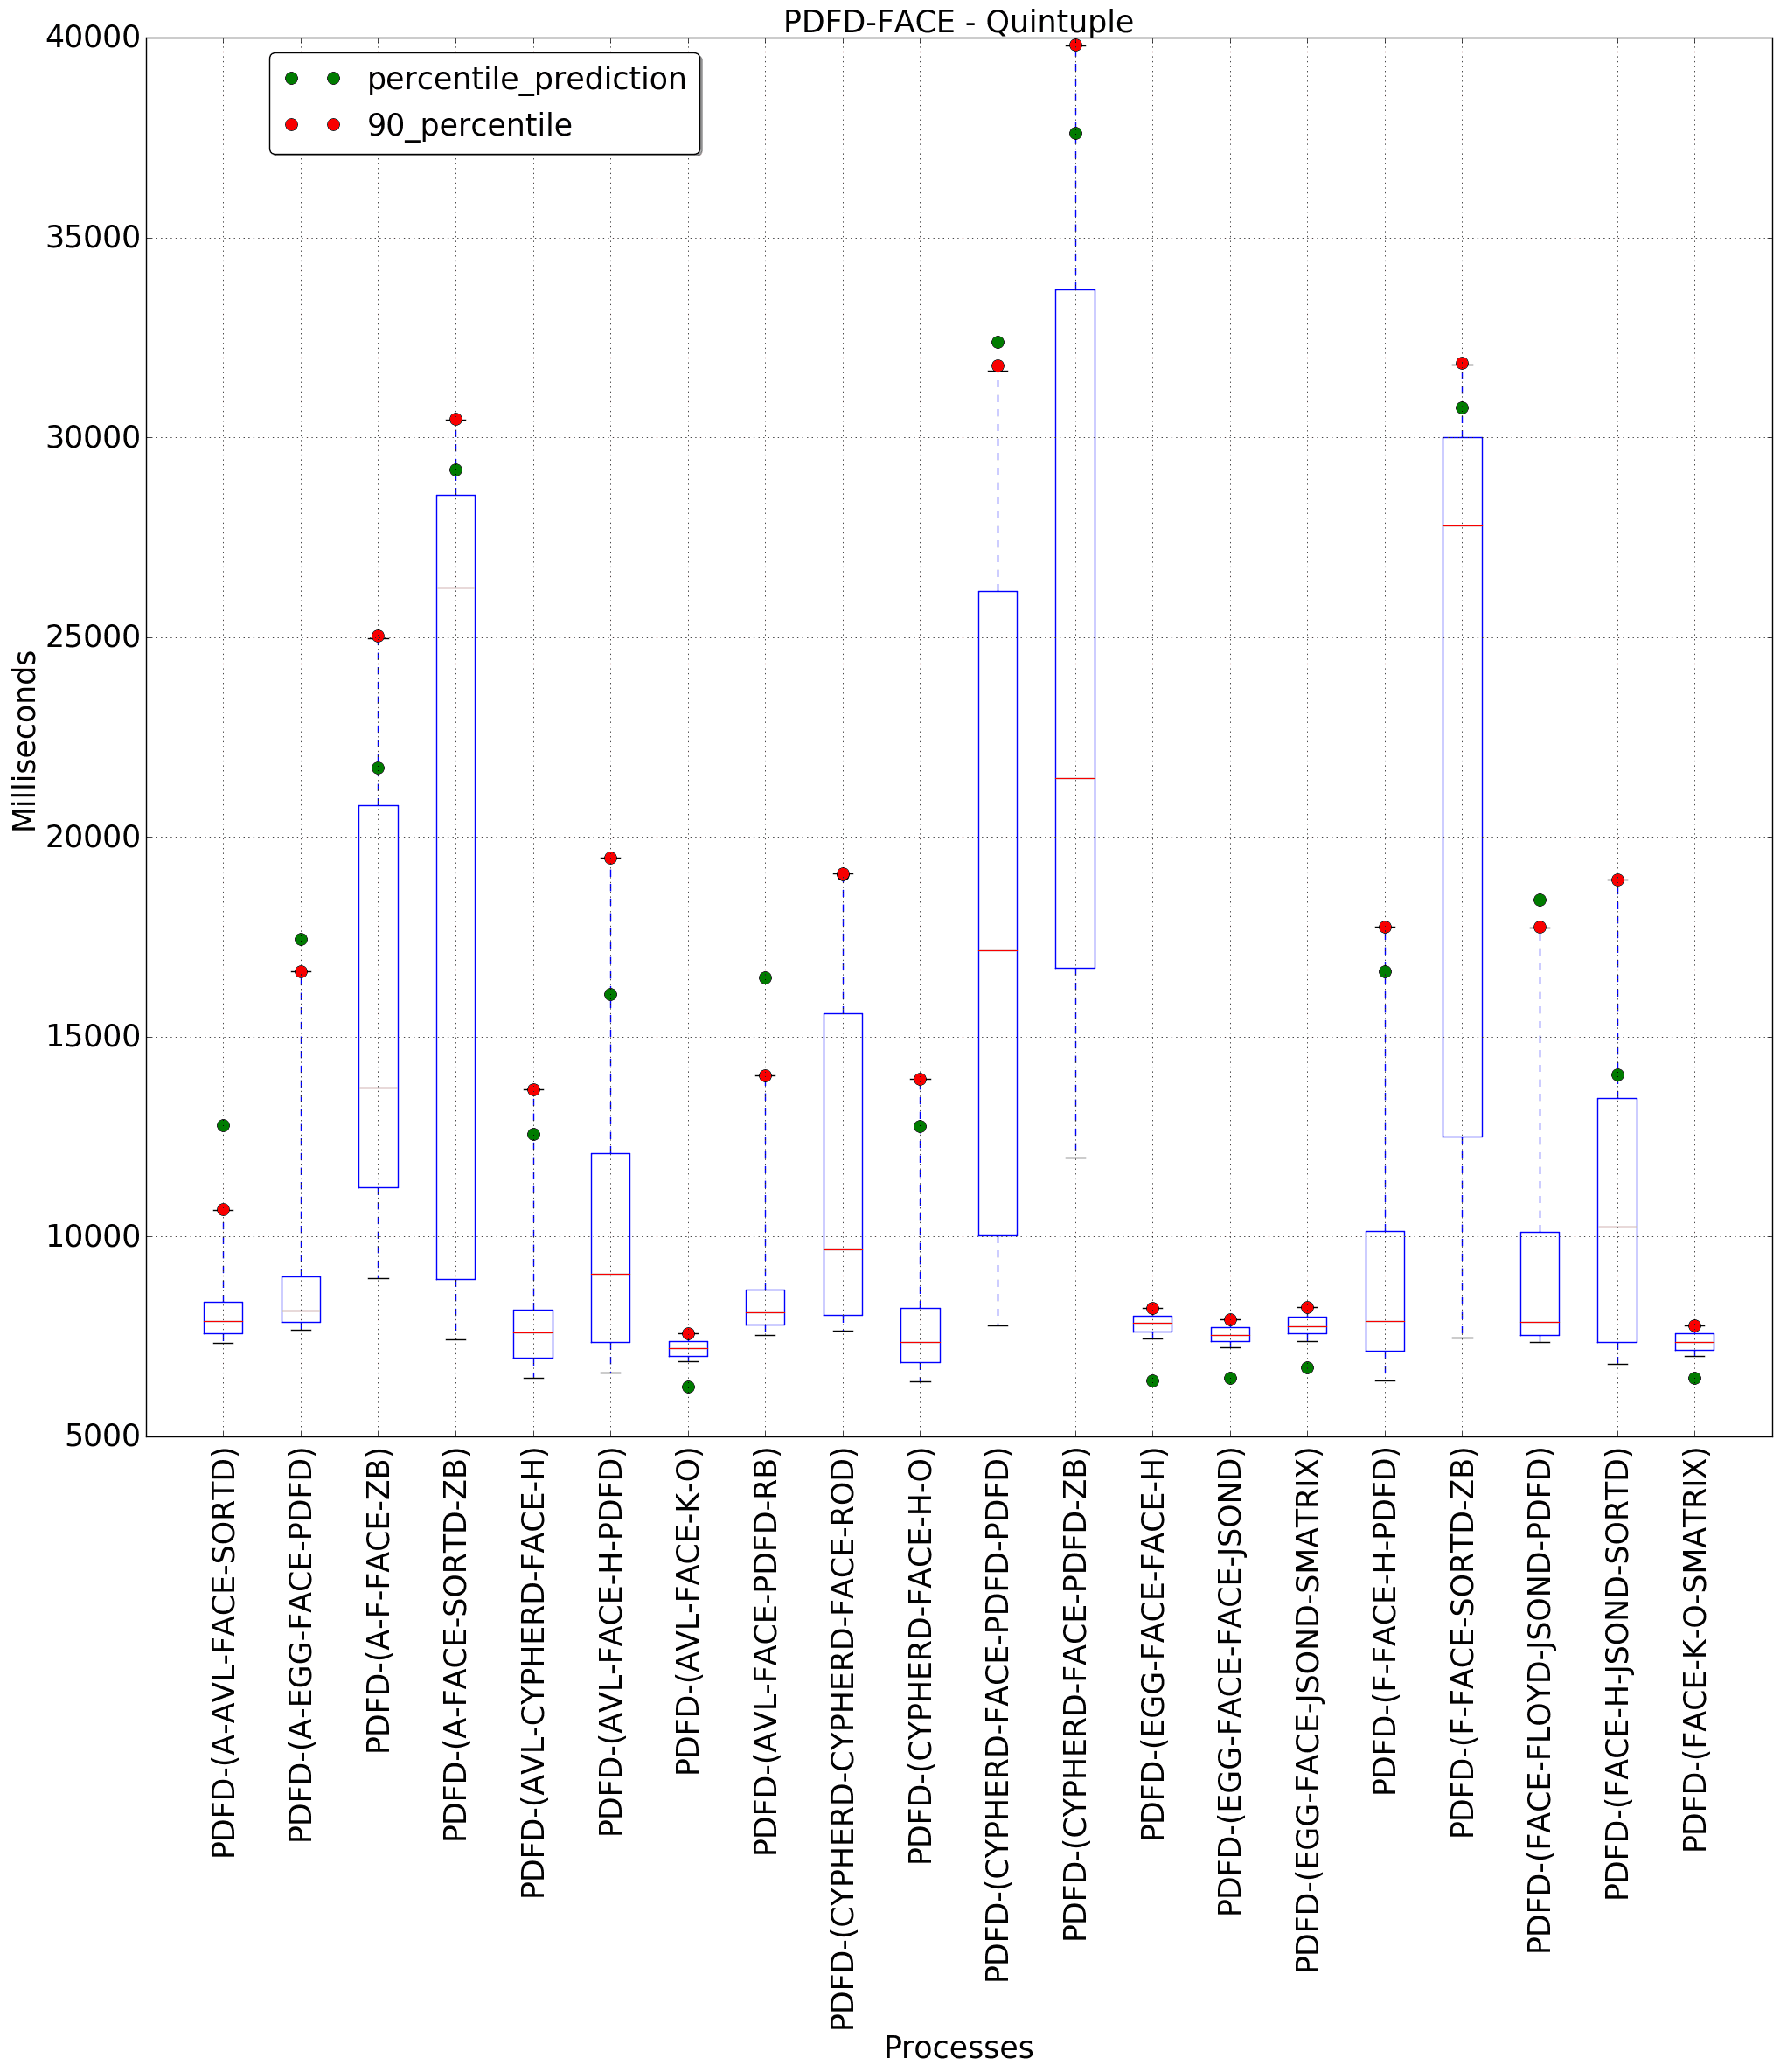 PDFD-FACE - Quintuple
percentile_prediction
90_percentile
40000
35000
30000
25000
20000
15000
10000
5000
Milliseconds
PDFD-(A-AVL-FACE-SORTD)
PDFD-(A-EGG-FACE-PDFD)
PDFD-(A-F-FACE-ZB)
PDFD-(A-FACE-SORTD-ZB)
PDFD-(AVL-CYPHERD-FACE-H)
PDFD-(AVL-FACE-H-PDFD)
PDFD-(AVL-FACE-K-O)
PDFD-(AVL-FACE-PDFD-RB)
PDFD-(CYPHERD-CYPHERD-FACE-ROD)
PDFD-(CYPHERD-FACE-H-O)
PDFD-(CYPHERD-FACE-PDFD-PDFD)
PDFD-(CYPHERD-FACE-PDFD-ZB)
PDFD-(EGG-FACE-FACE-H)
PDFD-(EGG-FACE-FACE-JSOND)
PDFD-(EGG-FACE-JSOND-SMATRIX)
PDFD-(F-FACE-H-PDFD)
PDFD-(F-FACE-SORTD-ZB)
PDFD-(FACE-FLOYD-JSOND-PDFD)
PDFD-(FACE-H-JSOND-SORTD)
PDFD-(FACE-K-O-SMATRIX)
Processes